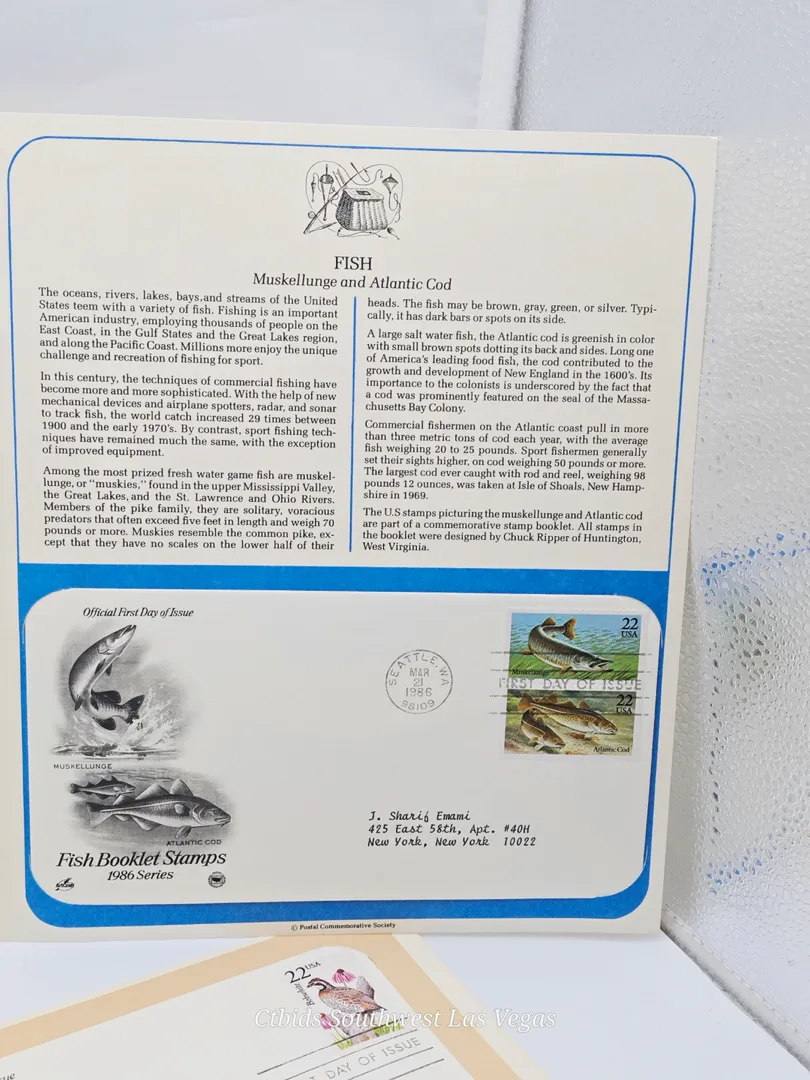 FISH
Muskellunge and Atlantic Cod
The oceans, rivers, lakes, bays, and streams of the United
States teem with a variety of fish. Fishing is an important
American industry, employing thousands of people on the
East Coast, in the Gulf States and the Great Lakes region,
and along the Pacific Coast. Millions more enjoy the unique
challenge and recreation of fishing for sport.
In this century, the techniques of commercial fishing have
become more and more sophisticated. With the help of new
mechanical devices and airplane spotters, radar, and sonar
to track fish, the world catch increased 29 times between
1900 and the early 1970's. By contrast, sport fishing tech-
niques have remained much the same, with the exception
of improved equipment.
Among the most prized fresh water game fish are muskel-
lunge, or "muskies," found in the upper Mississippi Valley,
the Great Lakes, and the St. Lawrence and Ohio Rivers.
Members of the pike family, they are solitary, voracious
predators that often exceed five feet in length and weigh 70
pounds or more. Muskies resemble the common pike, ex-
cept that they have no scales on the lower half of their
heads. The fish may be brown, gray, green, or silver. Typi-
cally, it has dark bars or spots on its side.
A large salt water fish, the Atlantic cod is greenish in color
with small brown spots dotting its back and sides. Long one
of America's leading food fish, the cod contributed to the
growth and development of New England in the 1600's. Its
importance to the colonists is underscored by the fact that
a cod was prominently featured on the seal of the Massa-
chusetts Bay Colony.
Commercial fishermen on the Atlantic coast pull in more
than three metric tons of cod each year, with the average
fish weighing 20 to 25 pounds. Sport fishermen generally
set their sights higher, on cod weighing 50 pounds or more.
The largest cod ever caught with rod and reel, weighing 98
pounds 12 ounces, was taken at Isle of Shoals, New Hamp-
shire in 1969.
The U.S stamps picturing the muskellunge and Atlantic cod
are part of a commemorative stamp booklet. All stamps in
the booklet were designed by Chuck Ripper of Huntington,
West Virginia.
Official First Day of Issue
MUSKELLUNGE
ATLANTIC COD
Fish Booklet Stamps
1986 Series
SEATTLE, WA
MAR
21
1986
98109
22
USA
Muskellunge
FIRST DAY OF ISSUE
22
USA
Atlantic Cod
J. Sharif Emami
425 East 58th, Apt. #40H
New York, New York 10022
© Postal Commemorative Society
22 USA
Bobwhite
DAY OF ISSUE
Ctbids Southwest Las Vegas